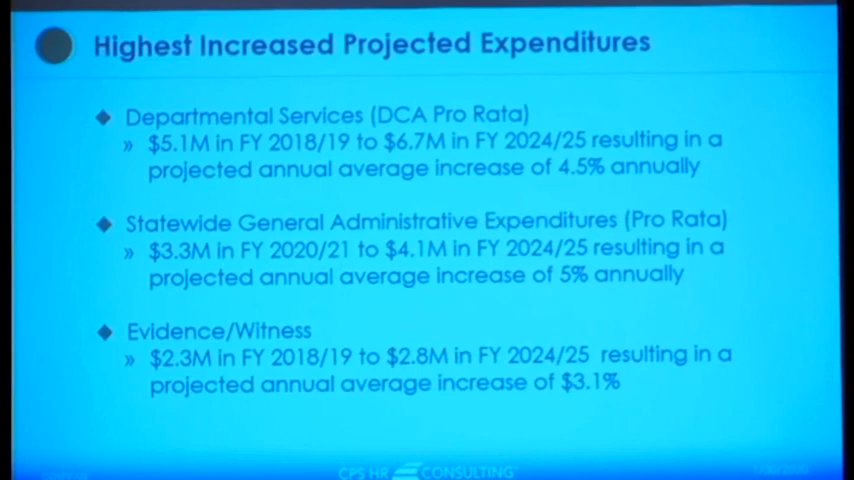 Highest Increased Projected Expenditures
Departmental Services (DCA Pro Rata)
» $5.1M in FY 2018/19 to $6.7M in FY 2024/25 resulting in a
projected annual average increase of 4.5% annually
Statewide General Administrative Expenditures (Pro Rata)
» $3.3M in FY 2020/21 to $4.1M in FY 2024/25 resulting in a
projected annual average increase of 5% annually
Evidence/Witness
» $2.3M in FY 2018/19 to $2.8M in FY 2024/25 resulting in a
projected annual average increase of $3.1%
CPS HR CONSULTING